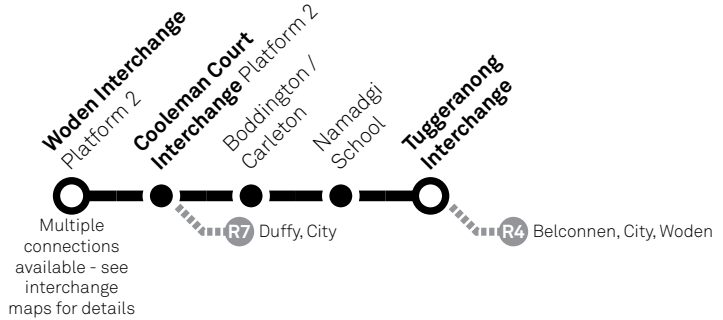 Woden Interchange
Platform 2
Cooleman Court
Interchange Platform 2
Boddington /
Carleton
Namadgi
School
Tuggeranong
Interchange
Multiple
connections
available - see
interchange
maps for details
R7 Duffy, City
R4 Belconnen, City, Woden